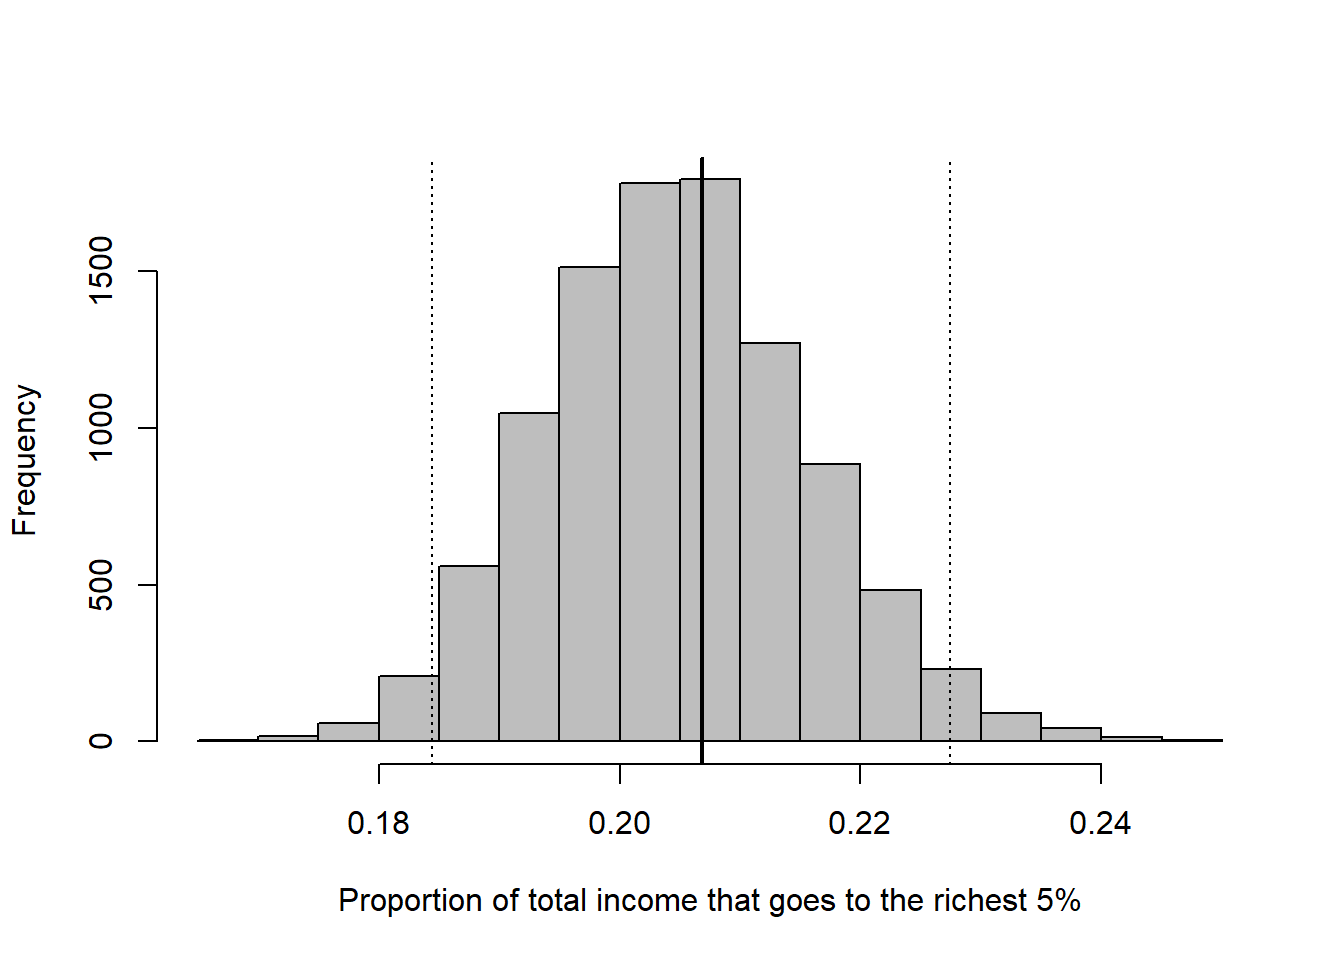 Frequency
1500
1000
500
0
0.18 0.20 0.22 0.24
Proportion of total income that goes to the richest 5%